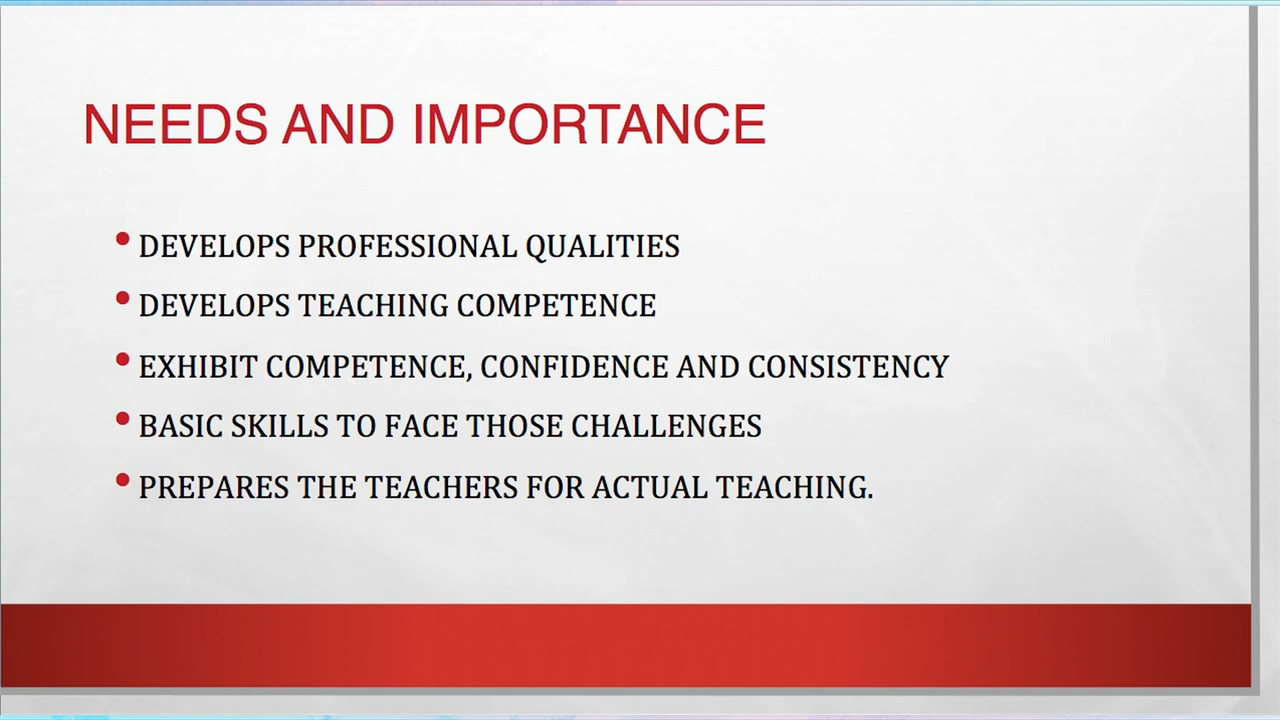 NEEDS AND IMPORTANCE
• DEVELOPS PROFESSIONAL QUALITIES
• DEVELOPS TEACHING COMPETENCE
• EXHIBIT COMPETENCE, CONFIDENCE AND CONSISTENCY
• BASIC SKILLS TO FACE THOSE CHALLENGES
• PREPARES THE TEACHERS FOR ACTUAL TEACHING.